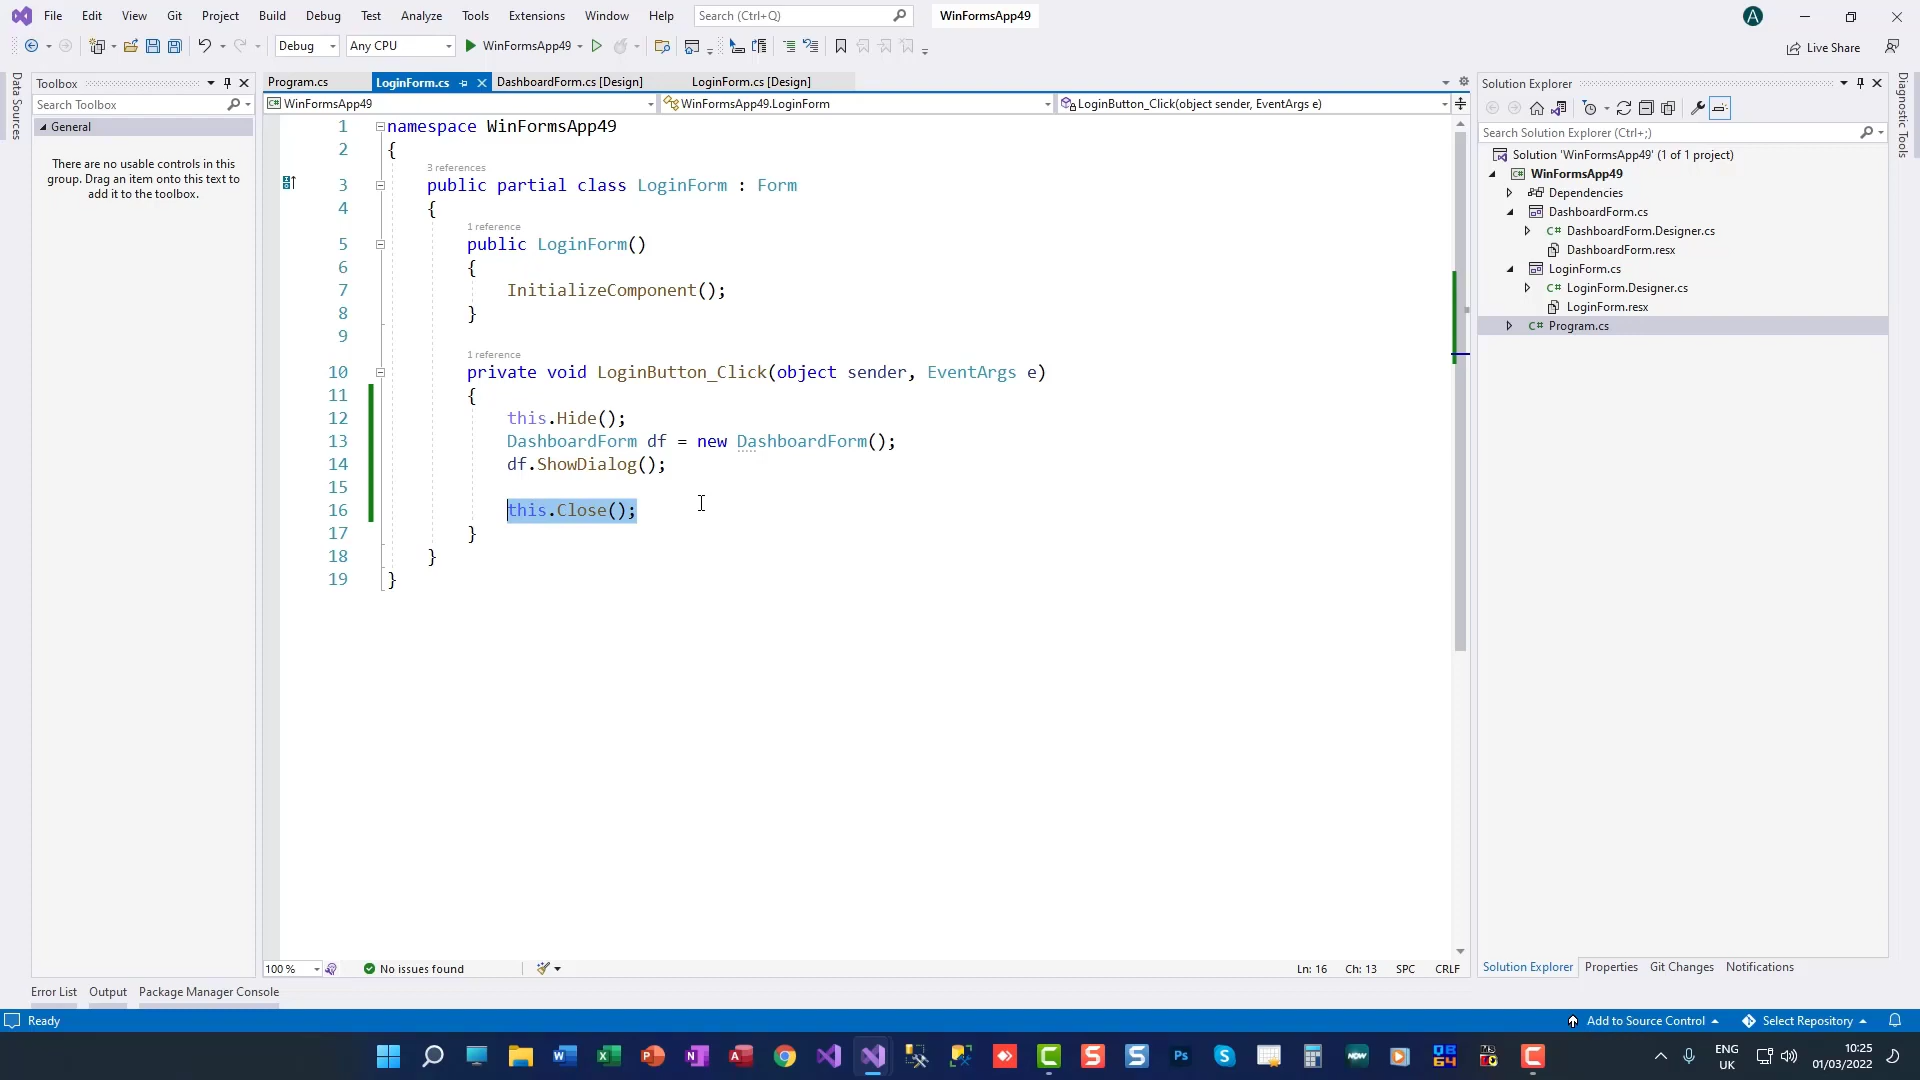 File Edit View Git Project Build Debug Test Analyze Tools Extensions Window Help Search (Ctrl+Q) WinFormsApp49
A
Debug Any CPU WinFormsApp49 Live Share
Data Sources
Toolbox
Search Toolbox
General
There are no usable controls in this
group. Drag an item onto this text to
add it to the toolbox.
Program.cs LoginForm.cs DashboardForm.cs [Design] LoginForm.cs [Design]
C# WinFormsApp49 WinFormsApp49.LoginForm LoginButton_Click(object sender, EventArgs e)
1 namespace WinFormsApp49
2 {
3 references
3 public partial class LoginForm : Form
4 {
1 reference
5 public LoginForm()
6 {
7 InitializeComponent();
8 }
9
1 reference
10 private void LoginButton_Click(object sender, EventArgs e)
11 {
12 this.Hide();
13 DashboardForm df = new DashboardForm();
14 df.ShowDialog();
15
16 this.Close();
17 }
18 }
19 }
100 % No issues found Ln: 16 Ch: 13 SPC CRLF
Solution Explorer
Search Solution Explorer (Ctrl+;)
Solution 'WinFormsApp49' (1 of 1 project)
C# WinFormsApp49
Dependencies
DashboardForm.cs
C# DashboardForm.Designer.cs
DashboardForm.resx
LoginForm.cs
C# LoginForm.Designer.cs
LoginForm.resx
C# Program.cs
Solution Explorer Properties Git Changes Notifications
Diagnostic Tools
Error List Output Package Manager Console
Ready Add to Source Control Select Repository
ENG
UK
10:25
01/03/2022